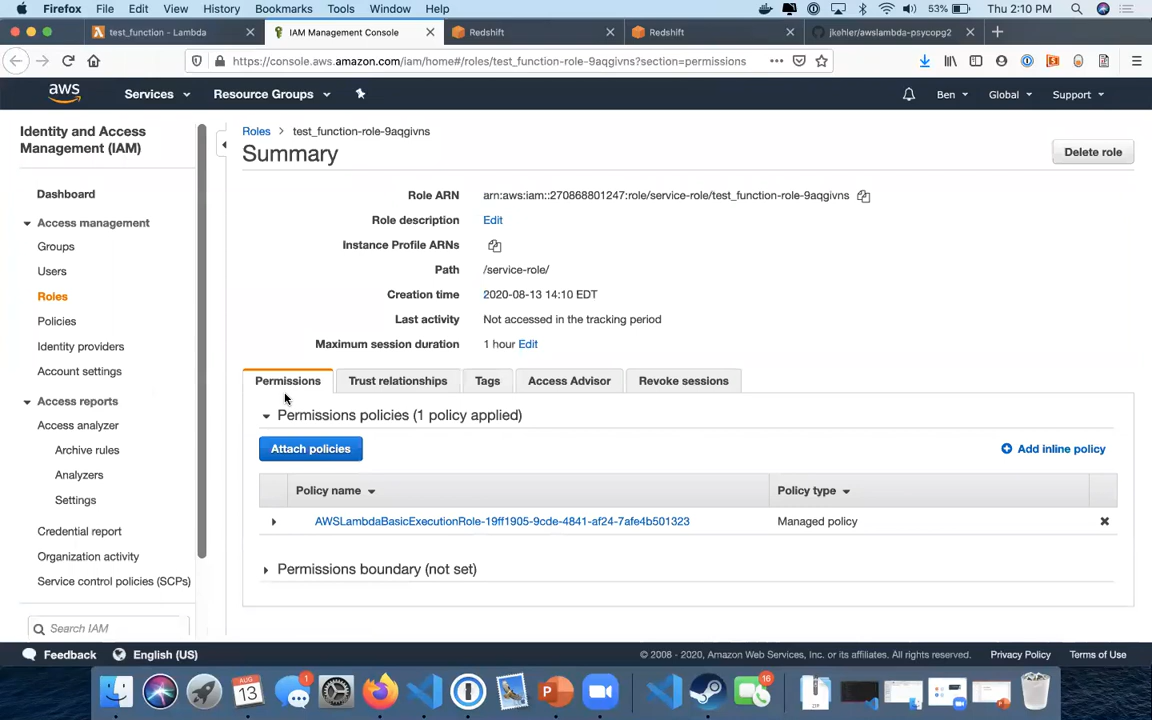 Firefox File Edit View History Bookmarks Tools Window Help 53% Thu 2:10 PM
test_function - Lambda IAM Management Console Redshift Redshift jkehler/awslambda-psycopg2
https://console.aws.amazon.com/iam/home#/roles/test_function-role-9aqgivns?section=permissions
aws Services Resource Groups Ben Global Support
Identity and Access
Management (IAM)
Dashboard
Access management
Groups
Users
Roles
Policies
Identity providers
Account settings
Access reports
Access analyzer
Archive rules
Analyzers
Settings
Credential report
Organization activity
Service control policies (SCPs)
Search IAM
Roles > test_function-role-9aqgivns
Summary
Delete role
Role ARN arn:aws:iam::270868801247:role/service-role/test_function-role-9aqgivns
Role description Edit
Instance Profile ARNs
Path /service-role/
Creation time 2020-08-13 14:10 EDT
Last activity Not accessed in the tracking period
Maximum session duration 1 hour Edit
Permissions Trust relationships Tags Access Advisor Revoke sessions
Permissions policies (1 policy applied)
Attach policies Add inline policy
Policy name Policy type
AWSLambdaBasicExecutionRole-19ff1905-9cde-4841-af24-7afe4b501323 Managed policy
Permissions boundary (not set)
Feedback English (US) © 2008 - 2020, Amazon Web Services, Inc. or its affiliates. All rights reserved. Privacy Policy Terms of Use
AUG
13
1
16
ZIP